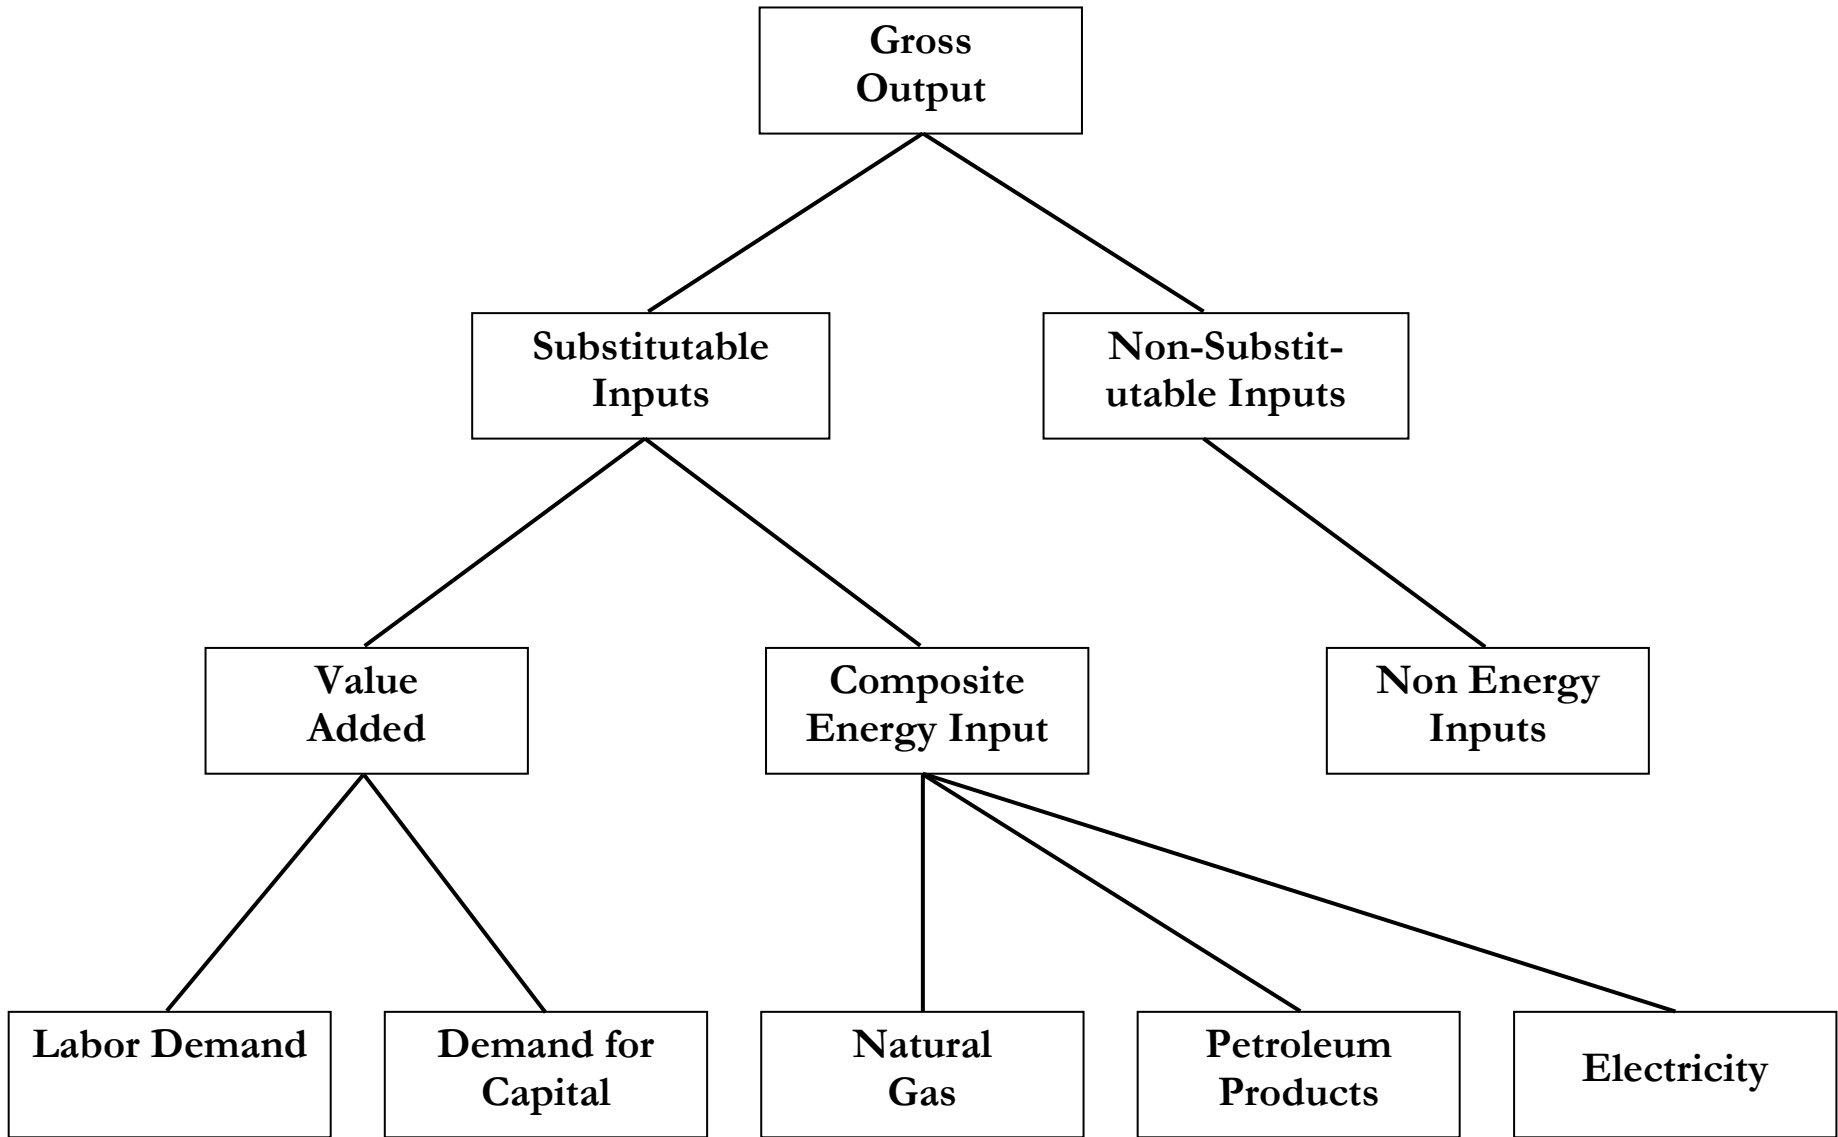 Gross
Output
Substitutable
Inputs
Non-Substit-
utable Inputs
Value
Added
Composite
Energy Input
Non Energy
Inputs
Labor Demand
Demand for
Capital
Natural
Gas
Petroleum
Products
Electricity